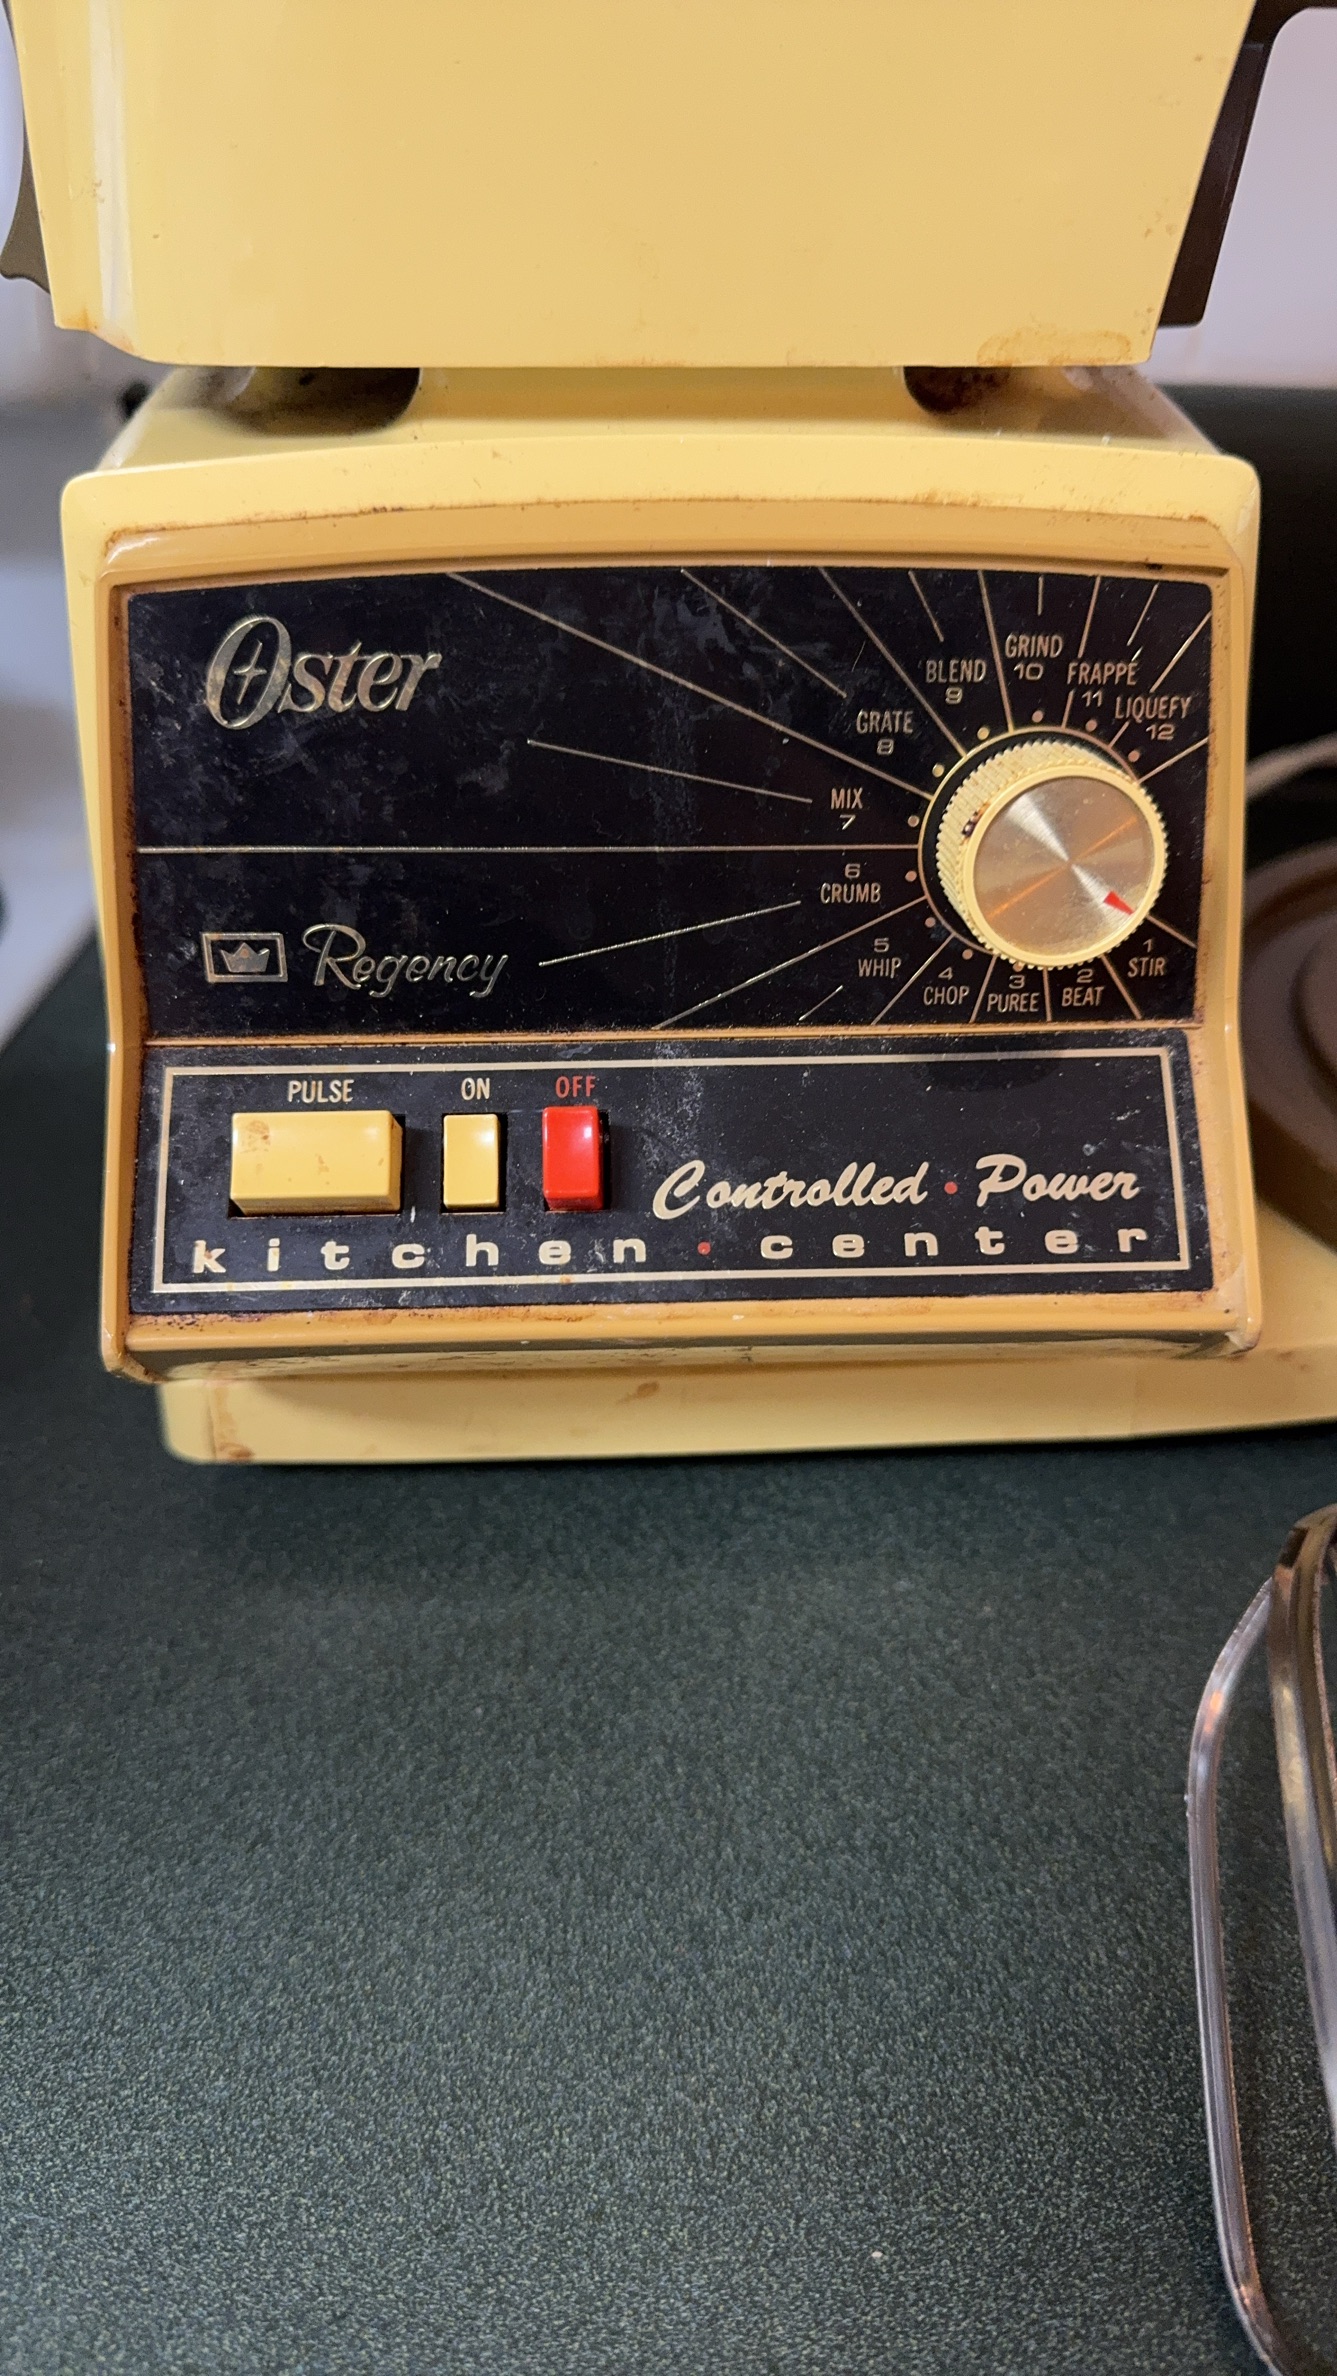 Oster
GRIND
10
BLEND
9
FRAPPÉ
11
LIQUEFY
12
GRATE
8
MIX
7
6
CRUMB
Regency
5
WHIP
4
CHOP
3
PUREE
2
BEAT
1
STIR
PULSE ON OFF
Controlled • Power
kitchen • center